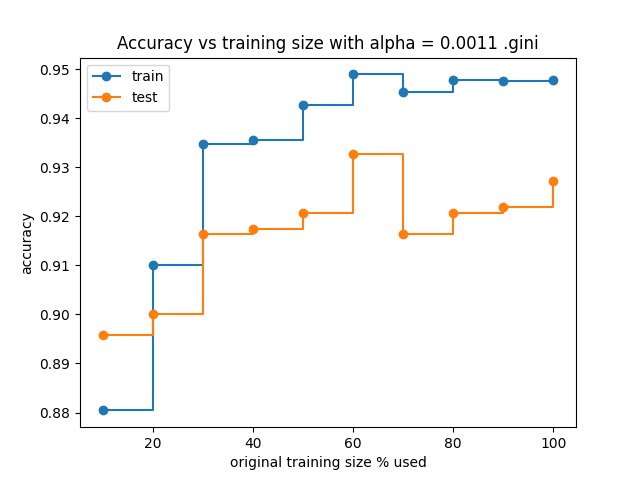 Accuracy vs training size with alpha = 0.0011 .gini
train
test
0.95
0.94
0.93
0.92
0.91
0.90
0.89
0.88
accuracy
20
40
60
80
100
original training size % used